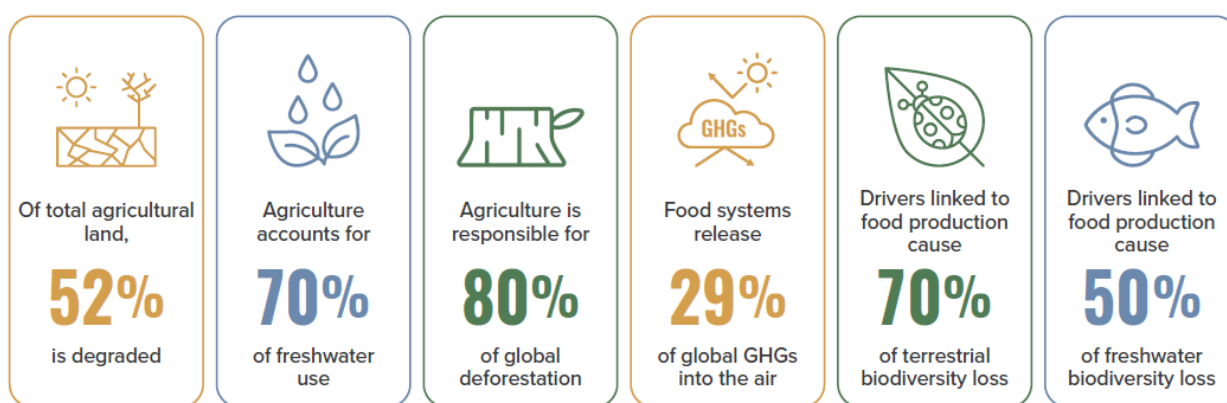 GHGs
Of total agricultural
land,
52%
is degraded
Agriculture
accounts for
70%
of freshwater
use
Agriculture is
responsible for
80%
of global
deforestation
Food systems
release
29%
of global GHGs
into the air
Drivers linked to
food production
cause
70%
of terrestrial
biodiversity loss
Drivers linked to
food production
cause
50%
of freshwater
biodiversity loss